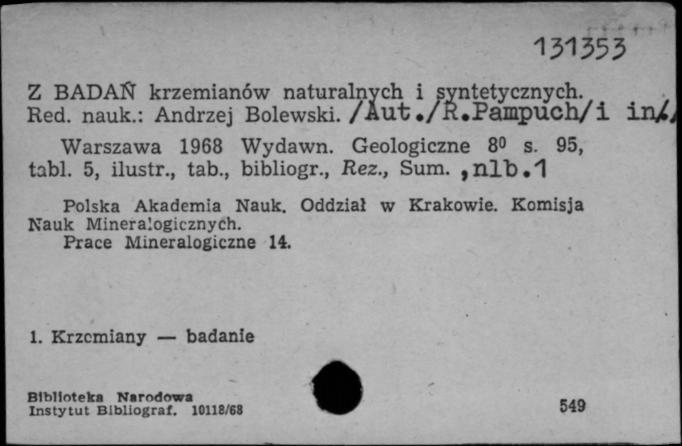 131353
Z BADAŃ krzemianów naturalnych i syntetycznych.
Red. nauk.: Andrzej Bolewski. /Aut./R.Pampuch/i in./
Warszawa 1968 Wydawn. Geologiczne 8⁰ s. 95,
tabl. 5, ilustr., tab., bibliogr., Rez., Sum. ,nlb.1
Polska Akademia Nauk. Oddział w Krakowie. Komisja
Nauk Mineralogicznych.
Prace Mineralogiczne 14.
1. Krzemiany — badanie
Biblioteka Narodowa
Instytut Bibliograf. 10118/68
549